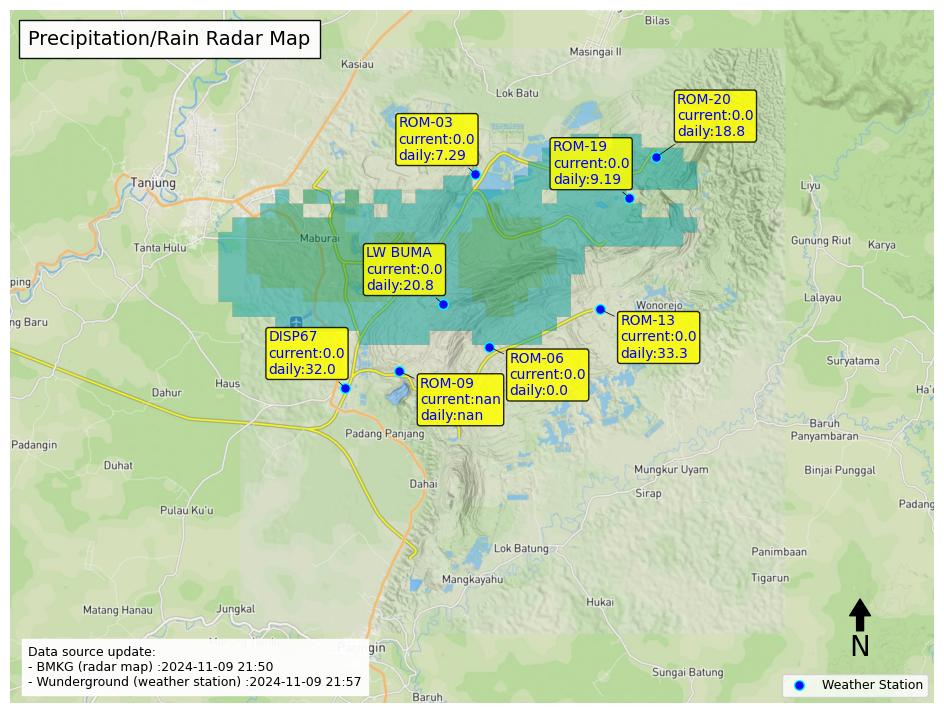 Precipitation/Rain Radar Map
Bilas
Masingai II
Kasiau
Lok Batu
ROM-20
current:0.0
daily:18.8
ROM-03
current:0.0
daily:7.29
ROM-19
current:0.0
daily:9.19
Tanjung
Liyu
Maburai
Tanta Hulu
Gunung Riut
Karya
LW BUMA
current:0.0
daily:20.8
ping
Lalayau
Wonorejo
ng Baru
ROM-13
current:0.0
daily:33.3
DISP67
current:0.0
daily:32.0
ROM-06
current:0.0
daily:0.0
Suryatama
Haus
ROM-09
current:nan
daily:nan
Dahur
Ha'o
Baruh
Panyambaran
Padang Panjang
Padangin
Duhat
Mungkur Uyam
Binjai Punggal
Dahai
Sirap
Pulau Ku'u
Padang
Lok Batung
Panimbaan
Mangkayahu
Tigarun
Hukai
Matang Hanau
Jungkal
N
Sungai Batung
Baruh
Data source update:
- BMKG (radar map) :2024-11-09 21:50
- Wunderground (weather station) :2024-11-09 21:57
Weather Station